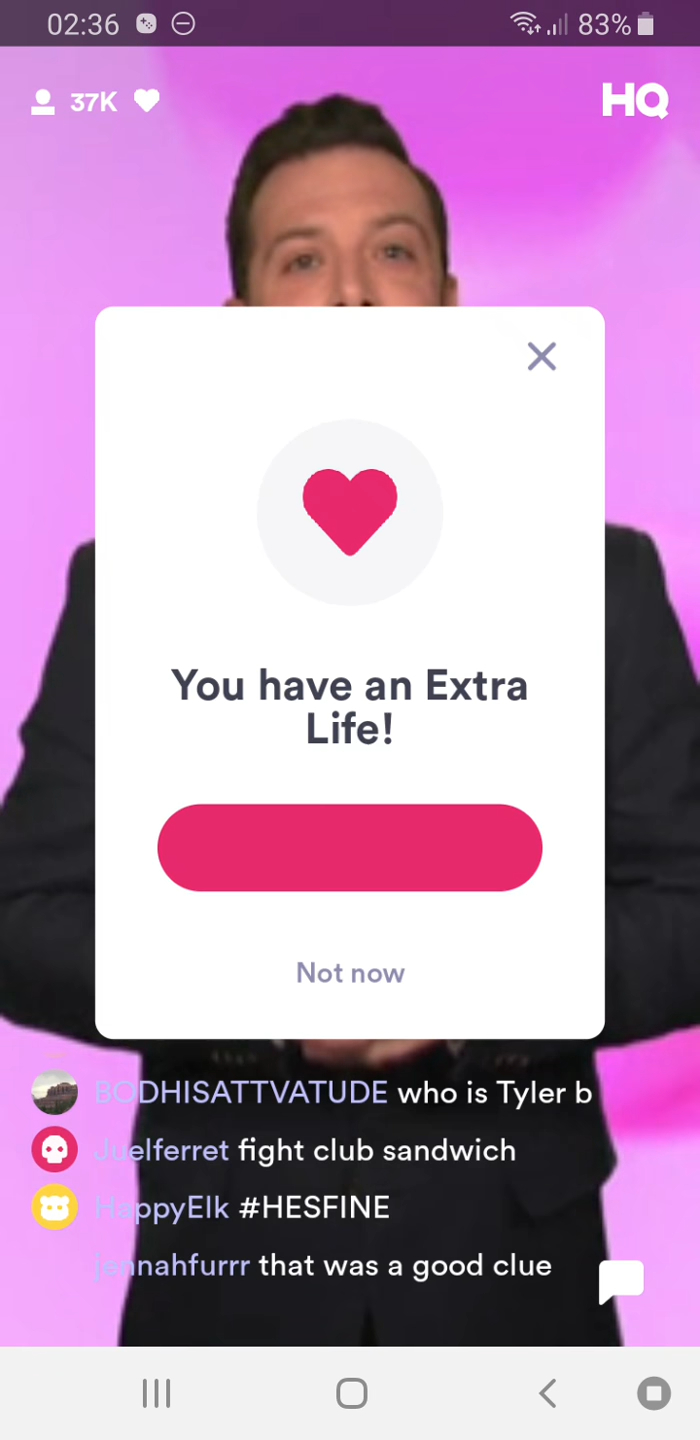 02:36
83%
37K
HQ
You have an Extra
Life!
Not now
BODHISATTVATUDE who is Tyler b
Juelferret fight club sandwich
HappyElk #HESFINE
jennahfurrr that was a good clue